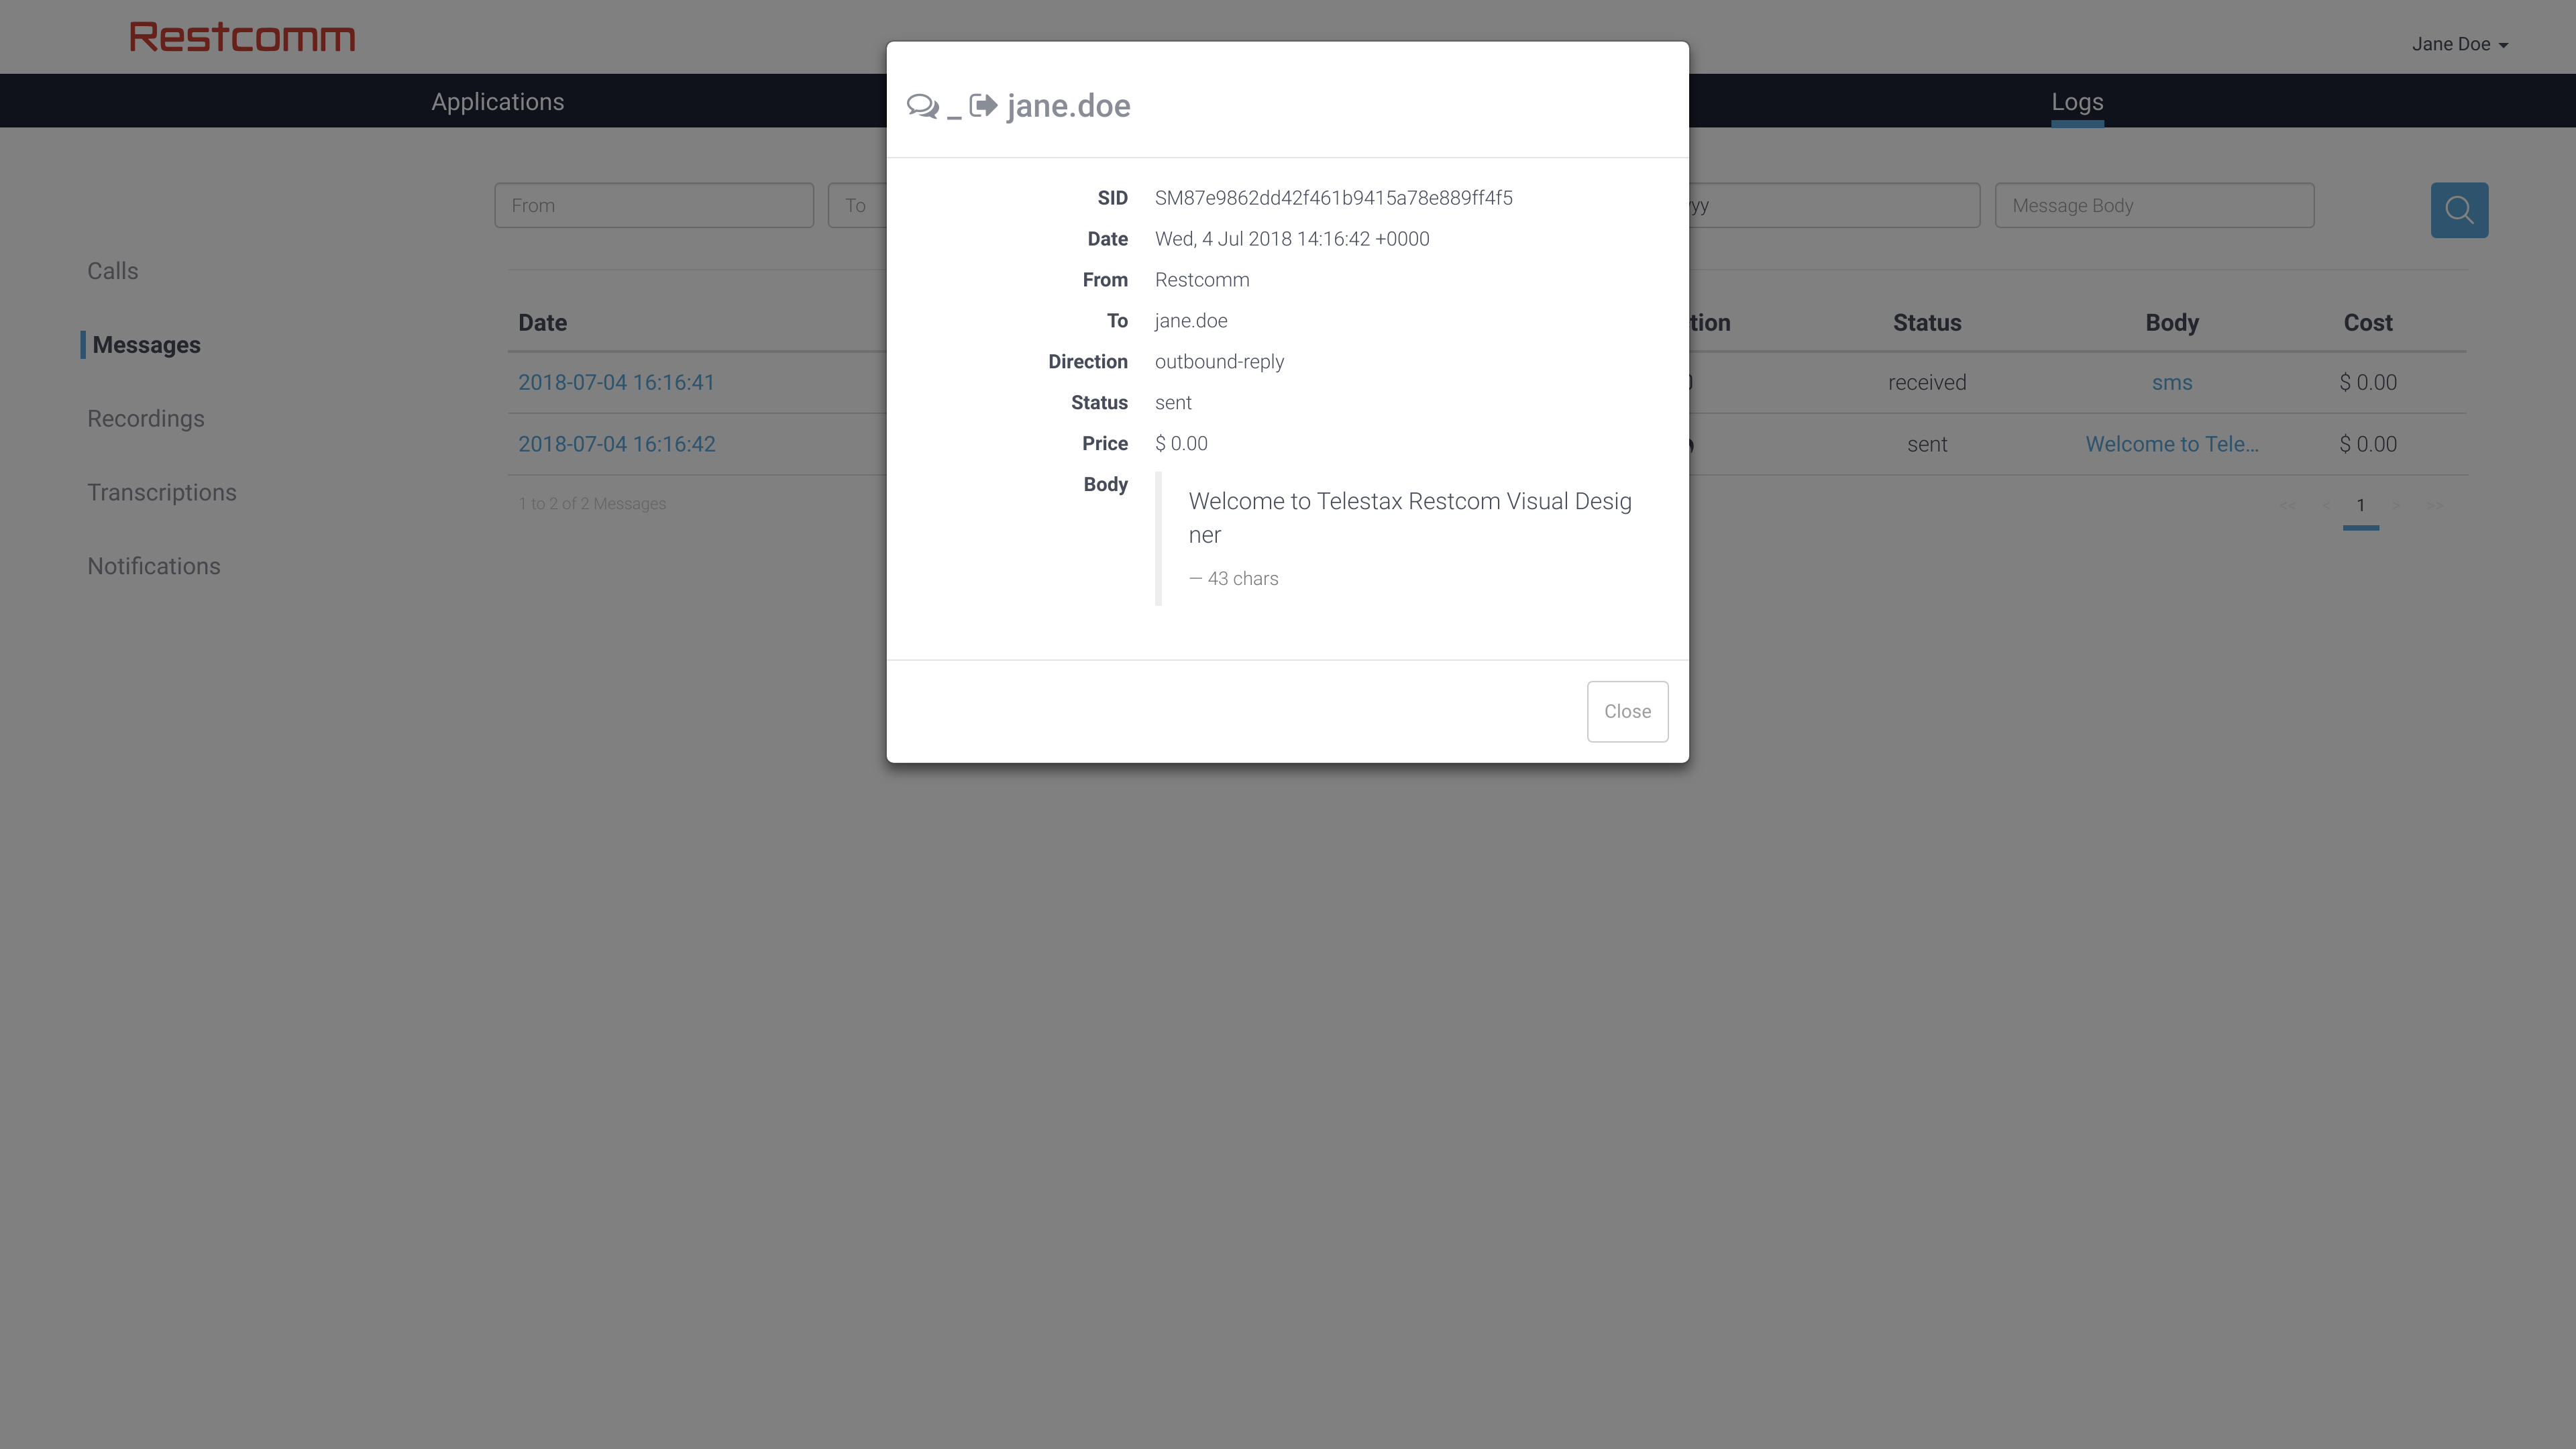 Restcomm
Jane Doe
Applications
Logs
_ jane.doe
From
To
yyy
Message Body
SID SM87e9862dd42f461b9415a78e889ff4f5
Date Wed, 4 Jul 2018 14:16:42 +0000
From Restcomm
To jane.doe
Direction outbound-reply
Status sent
Price $ 0.00
Body Welcome to Telestax Restcom Visual Desig
ner
— 43 chars
Close
Calls
Messages
Recordings
Transcriptions
Notifications
Date tion Status Body Cost
2018-07-04 16:16:41 received sms $ 0.00
2018-07-04 16:16:42 sent Welcome to Tele... $ 0.00
1 to 2 of 2 Messages
<< < 1 > >>